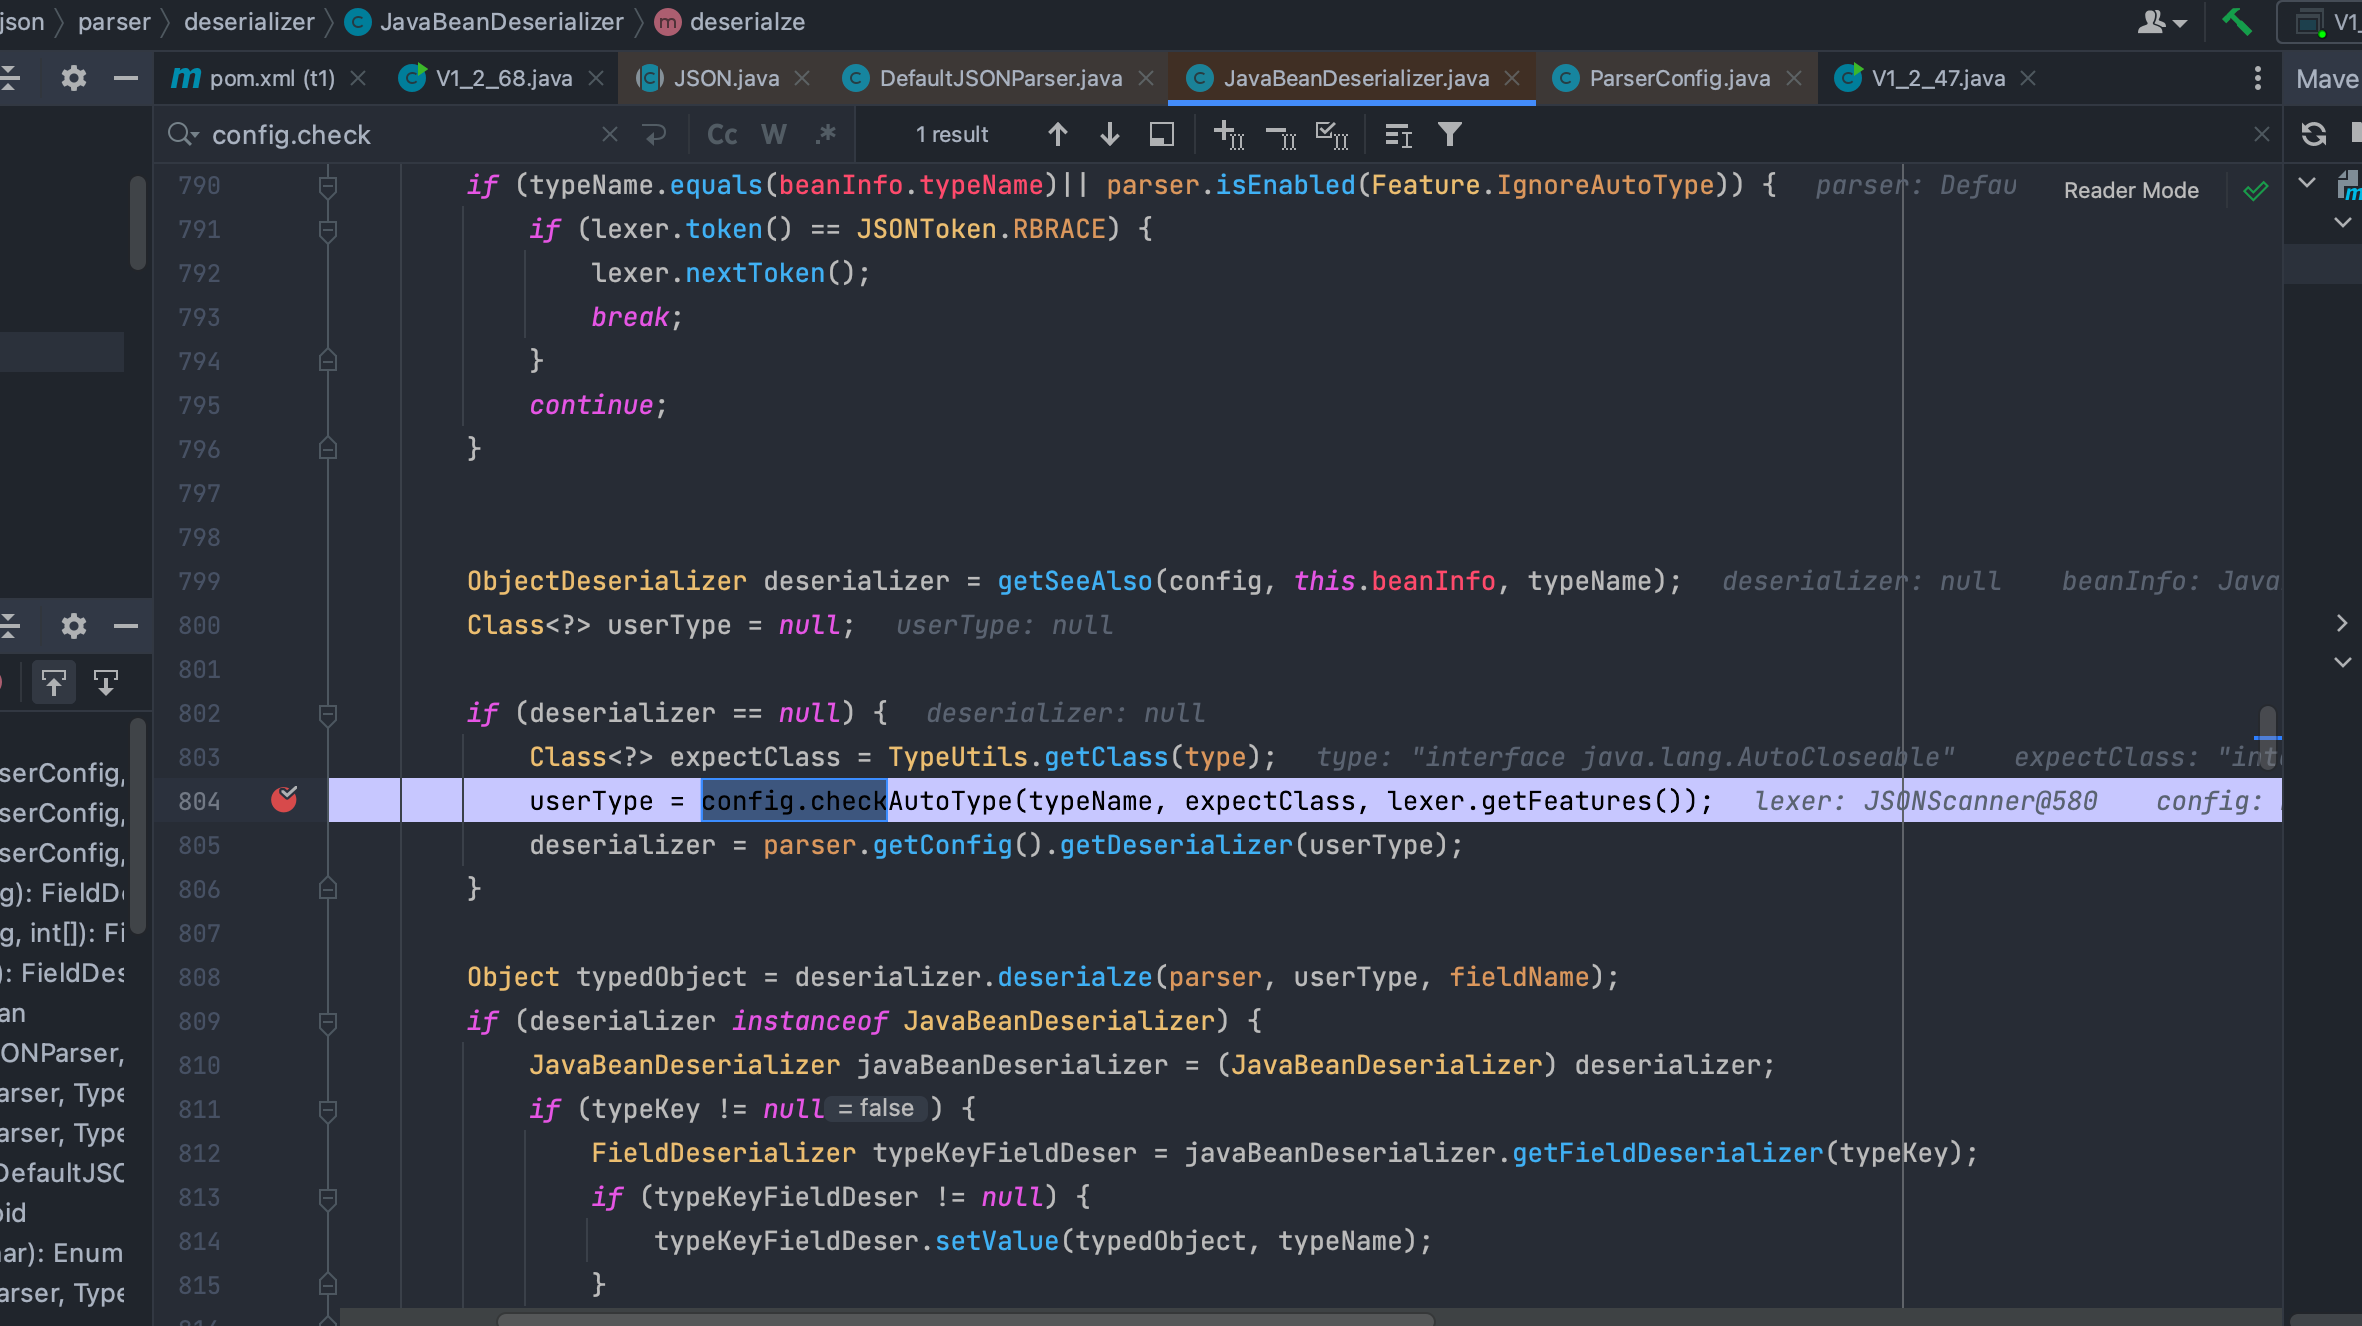 json parser deserializer JavaBeanDeserializer deserialze V1_
pom.xml (t1) V1_2_68.java JSON.java DefaultJSONParser.java JavaBeanDeserializer.java ParserConfig.java V1_2_47.java Mave
config.check Cc W .* 1 result
Reader Mode
790 if (typeName.equals(beanInfo.typeName)|| parser.isEnabled(Feature.IgnoreAutoType)) { parser: Defau
791 if (lexer.token() == JSONToken.RBRACE) {
792 lexer.nextToken();
793 break;
794 }
795 continue;
796 }
797
798
799 ObjectDeserializer deserializer = getSeeAlso(config, this.beanInfo, typeName); deserializer: null beanInfo: Java
800 Class<?> userType = null; userType: null
801
802 if (deserializer == null) { deserializer: null
803 Class<?> expectClass = TypeUtils.getClass(type); type: "interface java.lang.AutoCloseable" expectClass: "int
804 userType = config.checkAutoType(typeName, expectClass, lexer.getFeatures()); lexer: JSONScanner@580 config:
805 deserializer = parser.getConfig().getDeserializer(userType);
806 }
807
808 Object typedObject = deserializer.deserialze(parser, userType, fieldName);
809 if (deserializer instanceof JavaBeanDeserializer) {
810 JavaBeanDeserializer javaBeanDeserializer = (JavaBeanDeserializer) deserializer;
811 if (typeKey != null = false ) {
812 FieldDeserializer typeKeyFieldDeser = javaBeanDeserializer.getFieldDeserializer(typeKey);
813 if (typeKeyFieldDeser != null) {
814 typeKeyFieldDeser.setValue(typedObject, typeName);
815 }
serConfig,
serConfig,
serConfig,
g): FieldD
g, int[]): Fi
): FieldDes
an
ONParser,
arser, Type
arser, Type
DefaultJSC
oid
ar): Enum
arser, Type